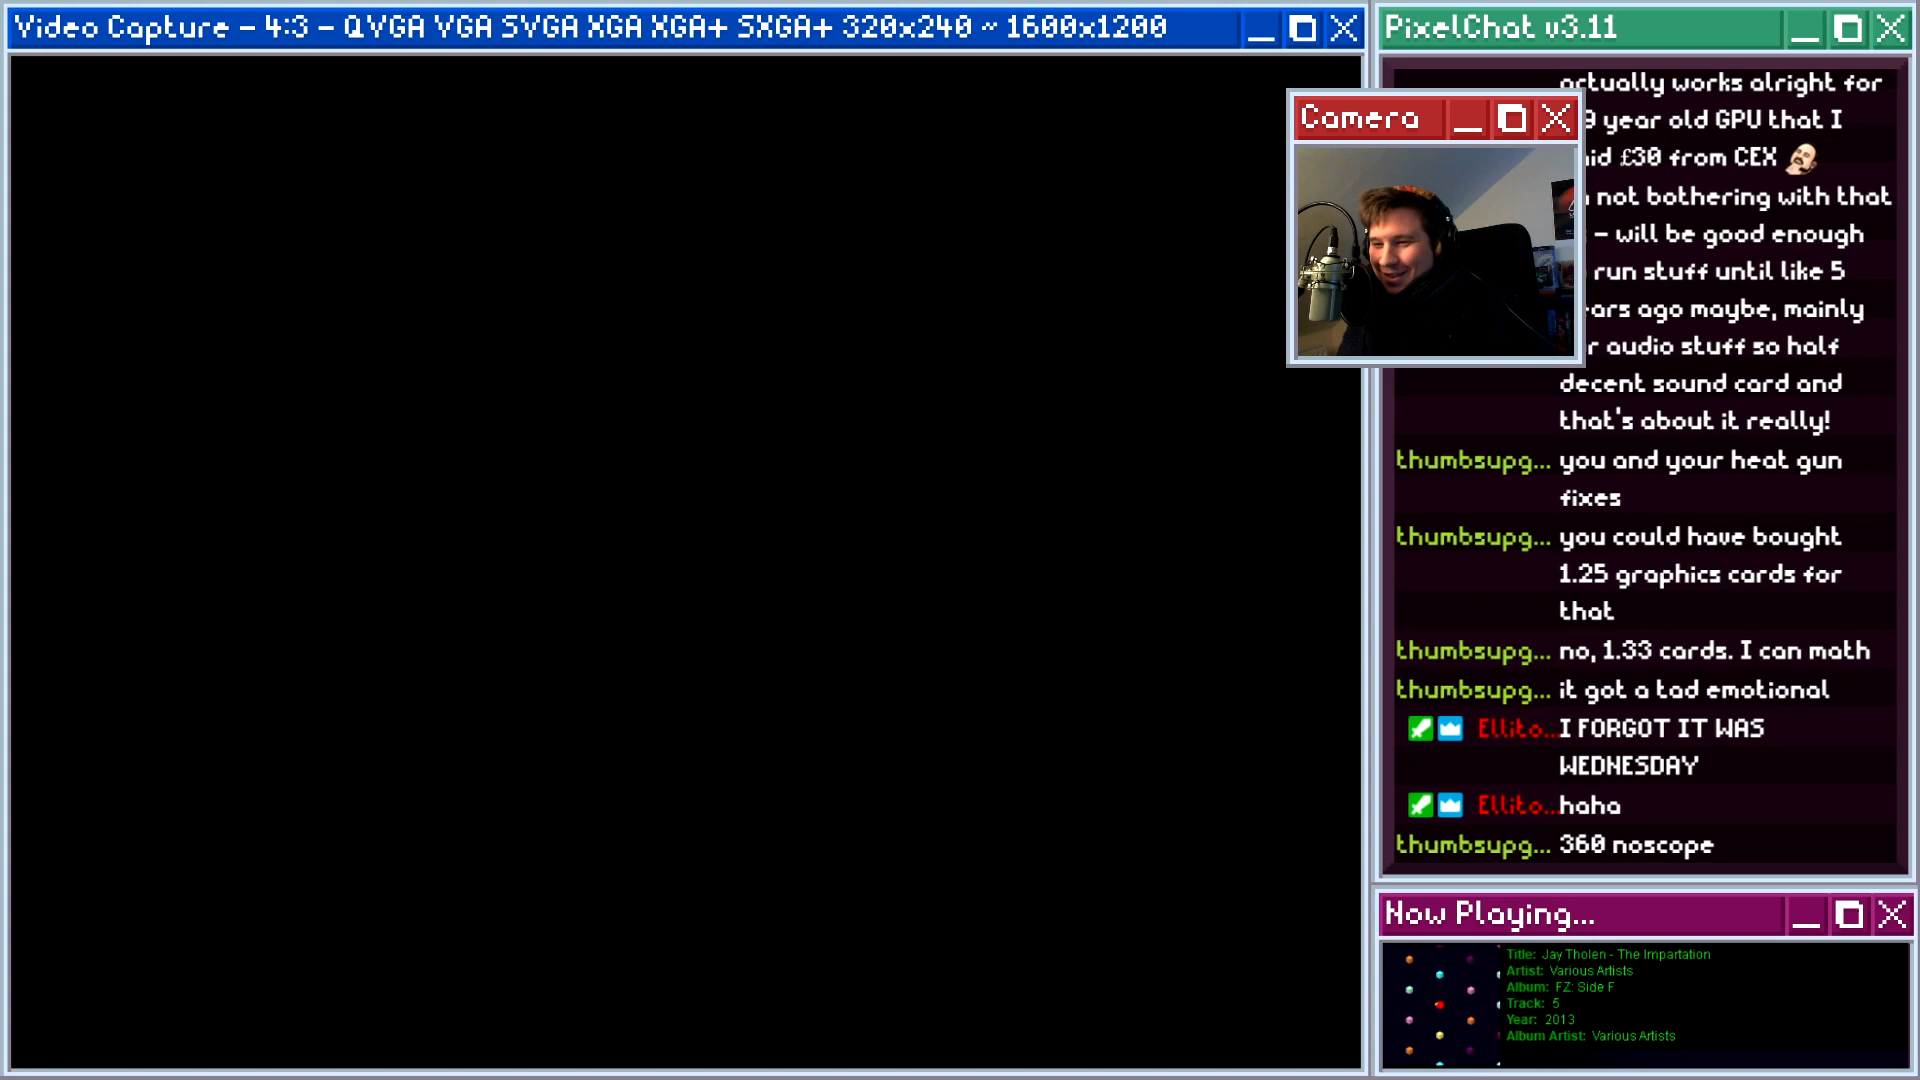 Video Capture - 4:3 - QVGA VGA SVGA XGA XGA+ SXGA+ 320x240 ~ 1600x1200
PixelChat v3.11
Camera
actually works alright for
9 year old GPU that I
£30 from CEX
not bothering with that
- will be good enough
run stuff until like 5
ago maybe, mainly
audio stuff so half
decent sound card and
that's about it really!
thumbsupg... you and your heat gun
fixes
thumbsupg... you could have bought
1.25 graphics cards for
that
thumbsupg... no, 1.33 cards. I can math
thumbsupg... it got a tad emotional
Ellito... I FORGOT IT WAS
WEDNESDAY
Ellito... haha
thumbsupg... 360 noscope
Now Playing...
Title: Jay Tholen - The Impartation
Artist: Various Artists
Album: FZ: Side F
Track: 5
Year: 2013
Album Artist: Various Artists